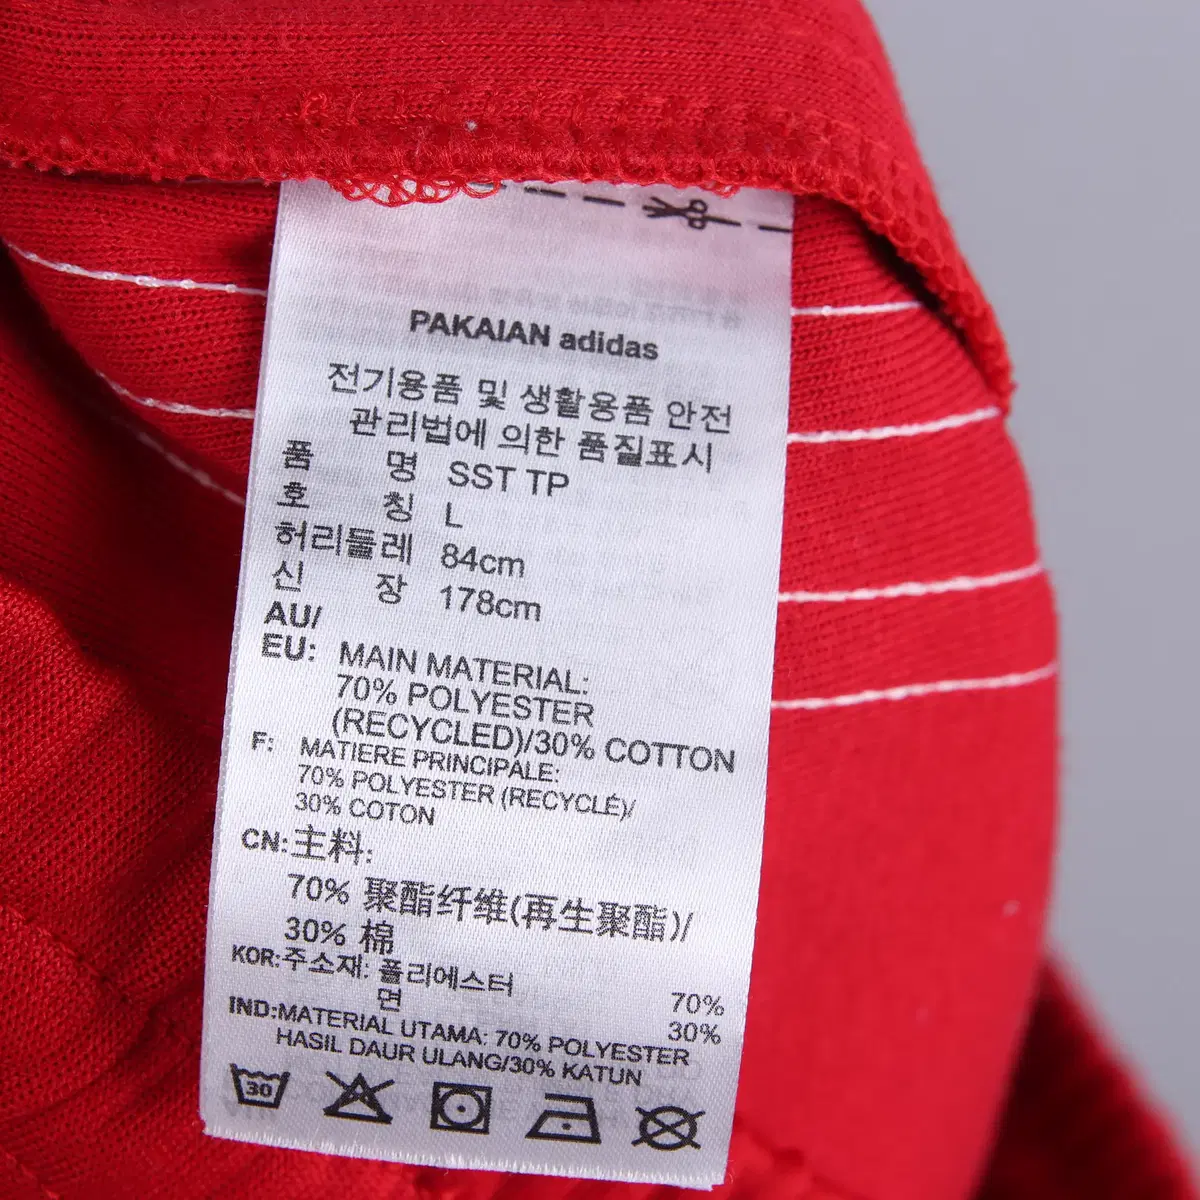 PAKAIAN adidas
전기용품 및 생활용품 안전
관리법에 의한 품질표시
품 명 SST TP
호 칭 L
허리둘레 84cm
신 장 178cm
AU/
EU: MAIN MATERIAL:
70% POLYESTER
(RECYCLED)/30% COTTON
F: MATIERE PRINCIPALE:
70% POLYESTER (RECYCLÉ)/
30% COTON
CN:主料:
70% 聚酯纤维(再生聚酯)/
30% 棉
KOR:주소재: 폴리에스터 70%
면 30%
IND:MATERIAL UTAMA: 70% POLYESTER
HASIL DAUR ULANG/30% KATUN
30